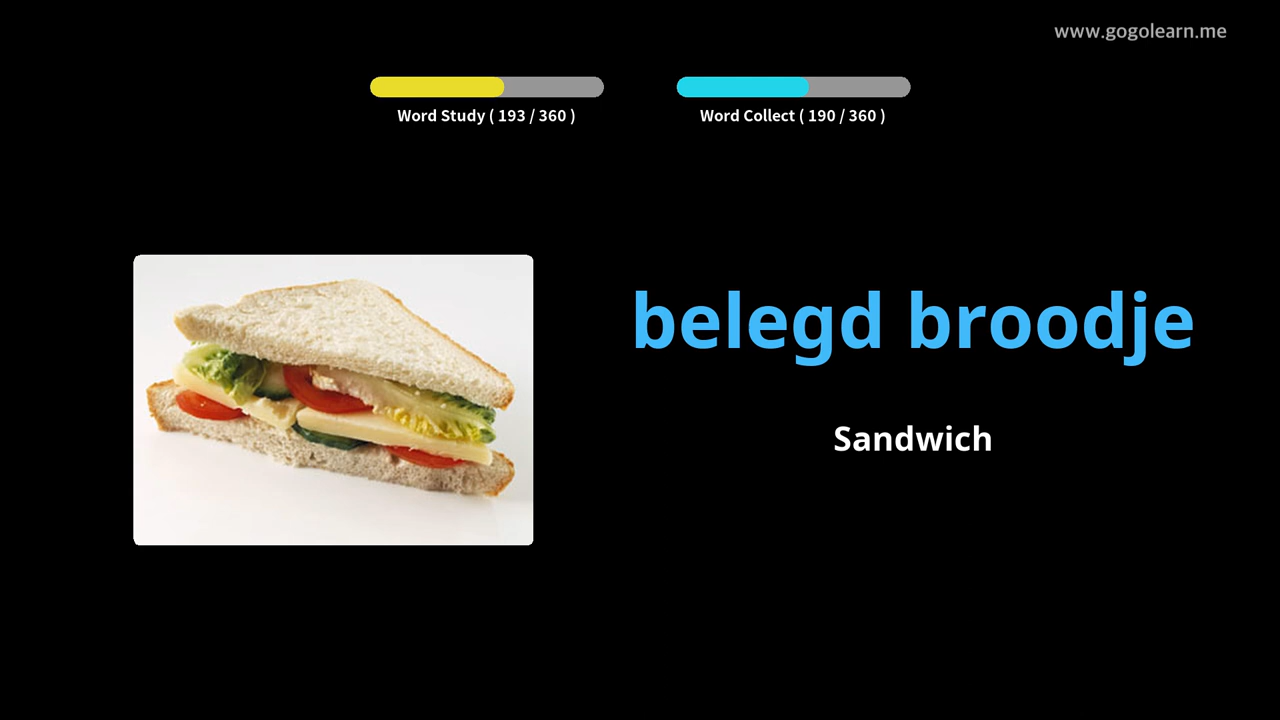 www.gogolearn.me
Word Study ( 193 / 360 )
Word Collect ( 190 / 360 )
belegd broodje
Sandwich